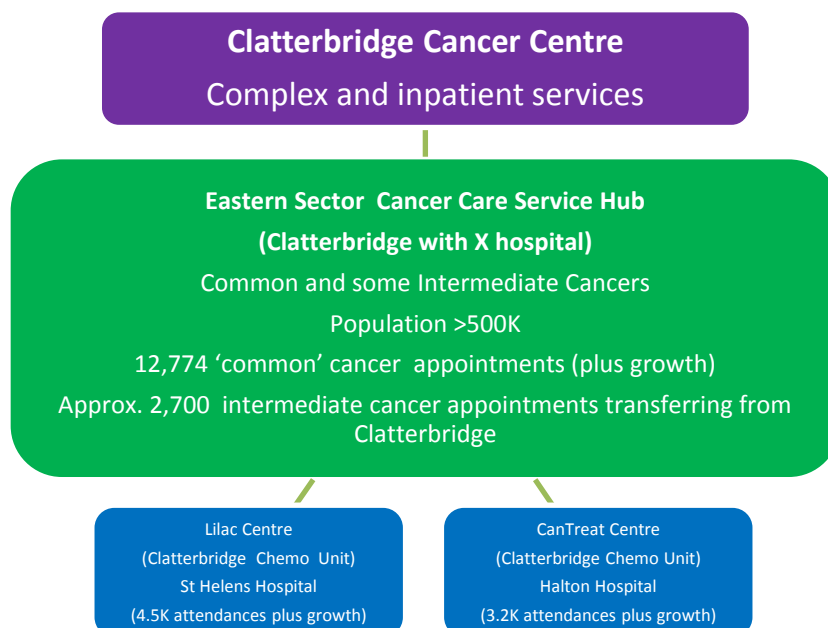 Clatterbridge Cancer Centre
Complex and inpatient services
Eastern Sector Cancer Care Service Hub
(Clatterbridge with X hospital)
Common and some Intermediate Cancers
Population >500K
12,774 ‘common’ cancer appointments (plus growth)
Approx. 2,700 intermediate cancer appointments transferring from
Clatterbridge
Lilac Centre
(Clatterbridge Chemo Unit)
St Helens Hospital
(4.5K attendances plus growth)
CanTreat Centre
(Clatterbridge Chemo Unit)
Halton Hospital
(3.2K attendances plus growth)